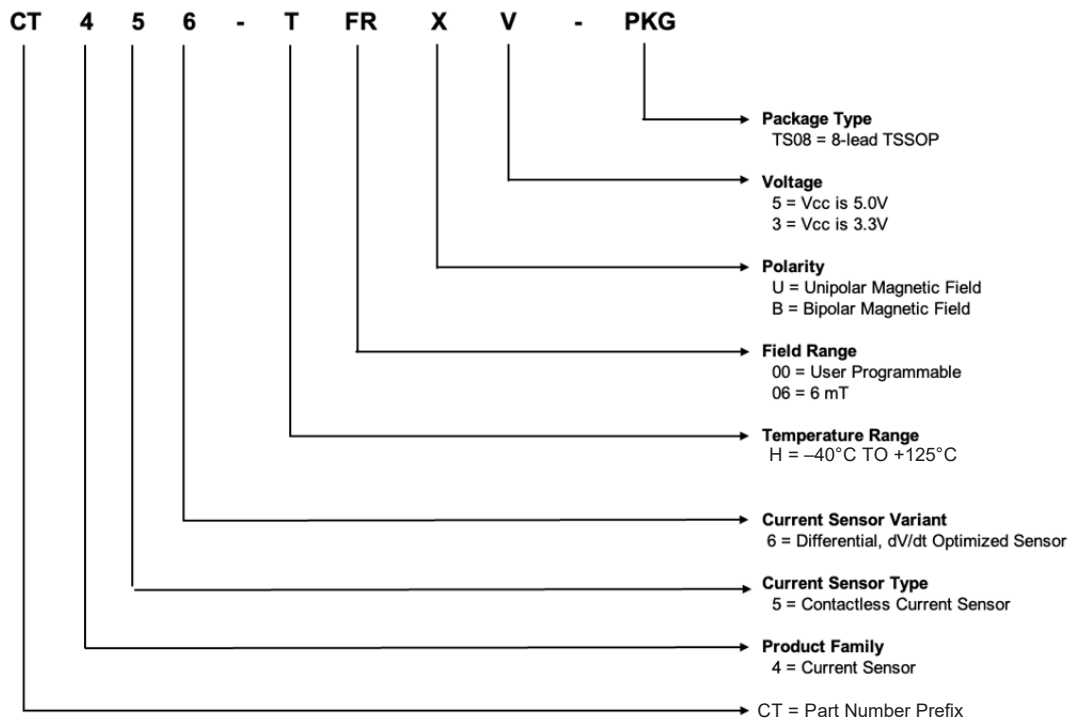 CT 4 5 6 - T FR X V - PKG
Package Type
TS08 = 8-lead TSSOP
Voltage
5 = Vcc is 5.0V
3 = Vcc is 3.3V
Polarity
U = Unipolar Magnetic Field
B = Bipolar Magnetic Field
Field Range
00 = User Programmable
06 = 6 mT
Temperature Range
H = –40°C TO +125°C
Current Sensor Variant
6 = Differential, dV/dt Optimized Sensor
Current Sensor Type
5 = Contactless Current Sensor
Product Family
4 = Current Sensor
CT = Part Number Prefix